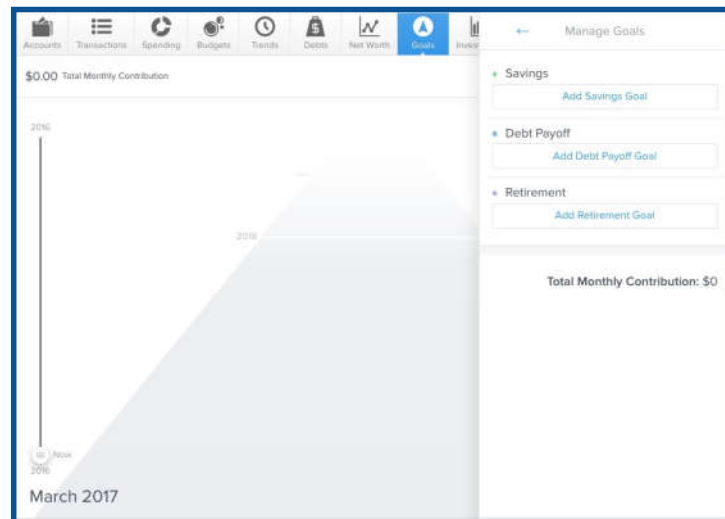 Accounts Transactions Spending Budgets Trends Debts Net Worth Goals Invest
$0.00 Total Monthly Contribution
2016
2018
Now
2016
March 2017
← Manage Goals
Savings
Add Savings Goal
Debt Payoff
Add Debt Payoff Goal
Retirement
Add Retirement Goal
Total Monthly Contribution: $0